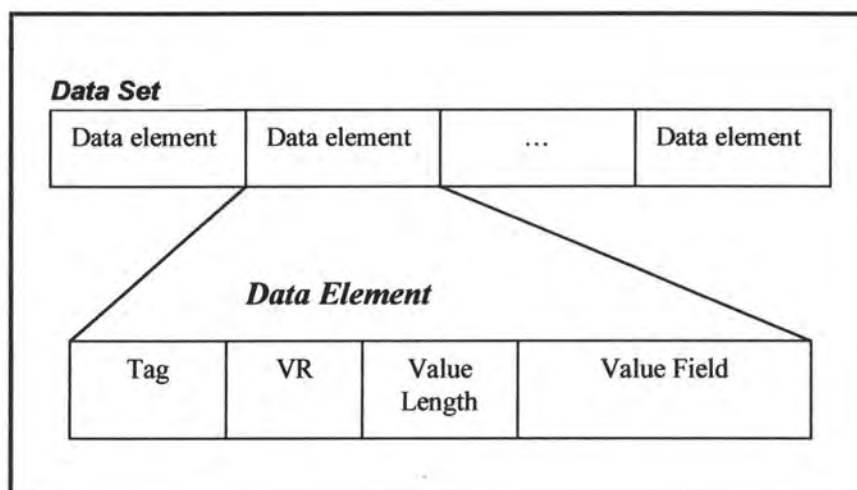 Data Set
Data element Data element ... Data element
Data Element
Tag VR Value Length Value Field